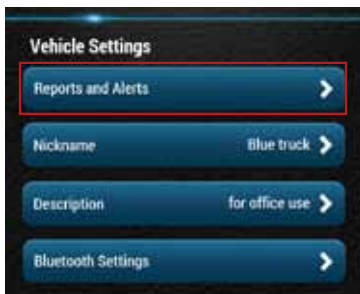 Vehicle Settings
Reports and Alerts
Nickname Blue truck
Description for office use
Bluetooth Settings